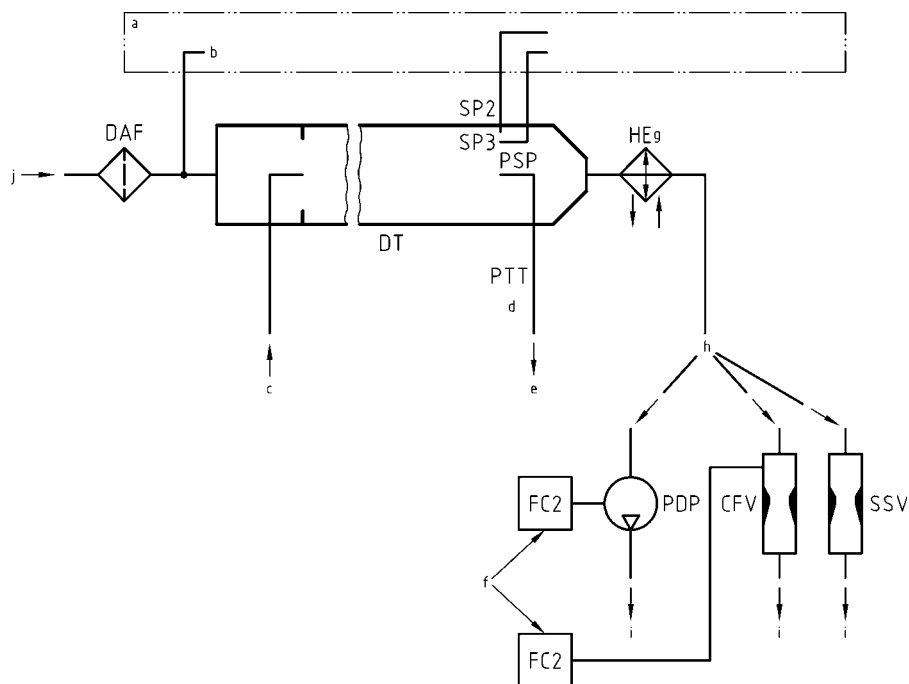 a
b
SP2
DAF
SP3
HE g
PSP
j
DT
PTT
d
h
c
e
FC2
PDP
CFV
SSV
f
i
i
i
FC2